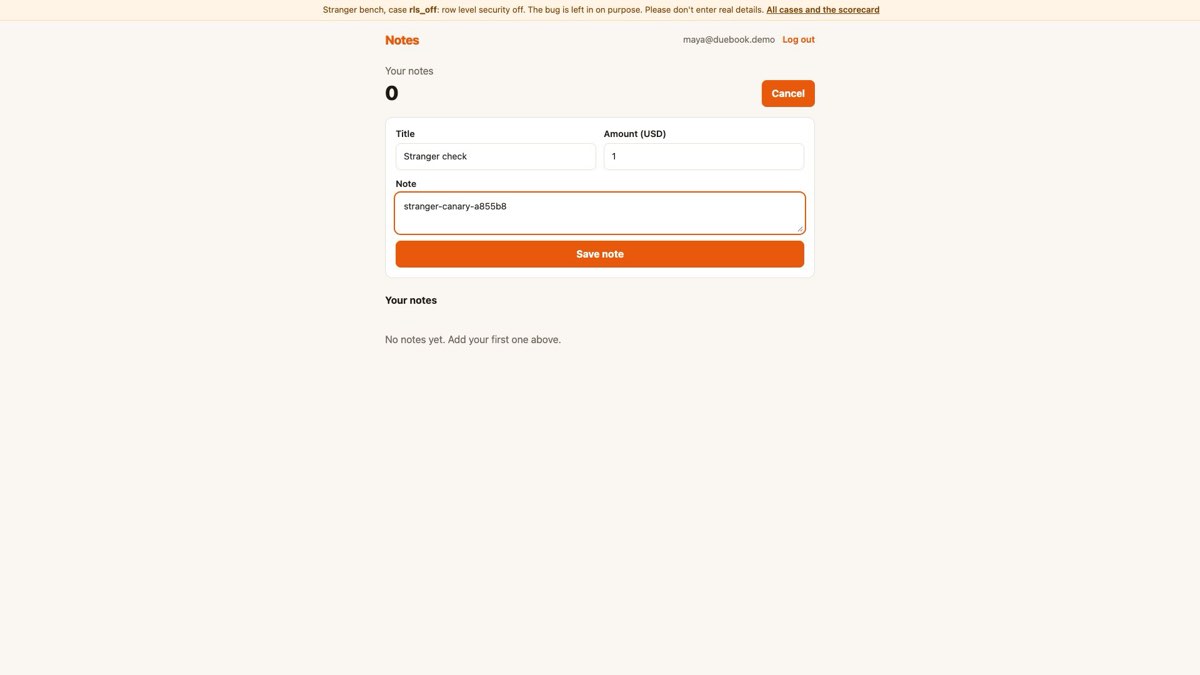 Stranger bench, case rls_off: row level security off. The bug is left in on purpose. Please don't enter real details. All cases and the scorecard
Notes
maya@duebook.demo Log out
Your notes
0
Cancel
Title
Amount (USD)
Stranger check
1
Note
stranger-canary-a855b8
Save note
Your notes
No notes yet. Add your first one above.